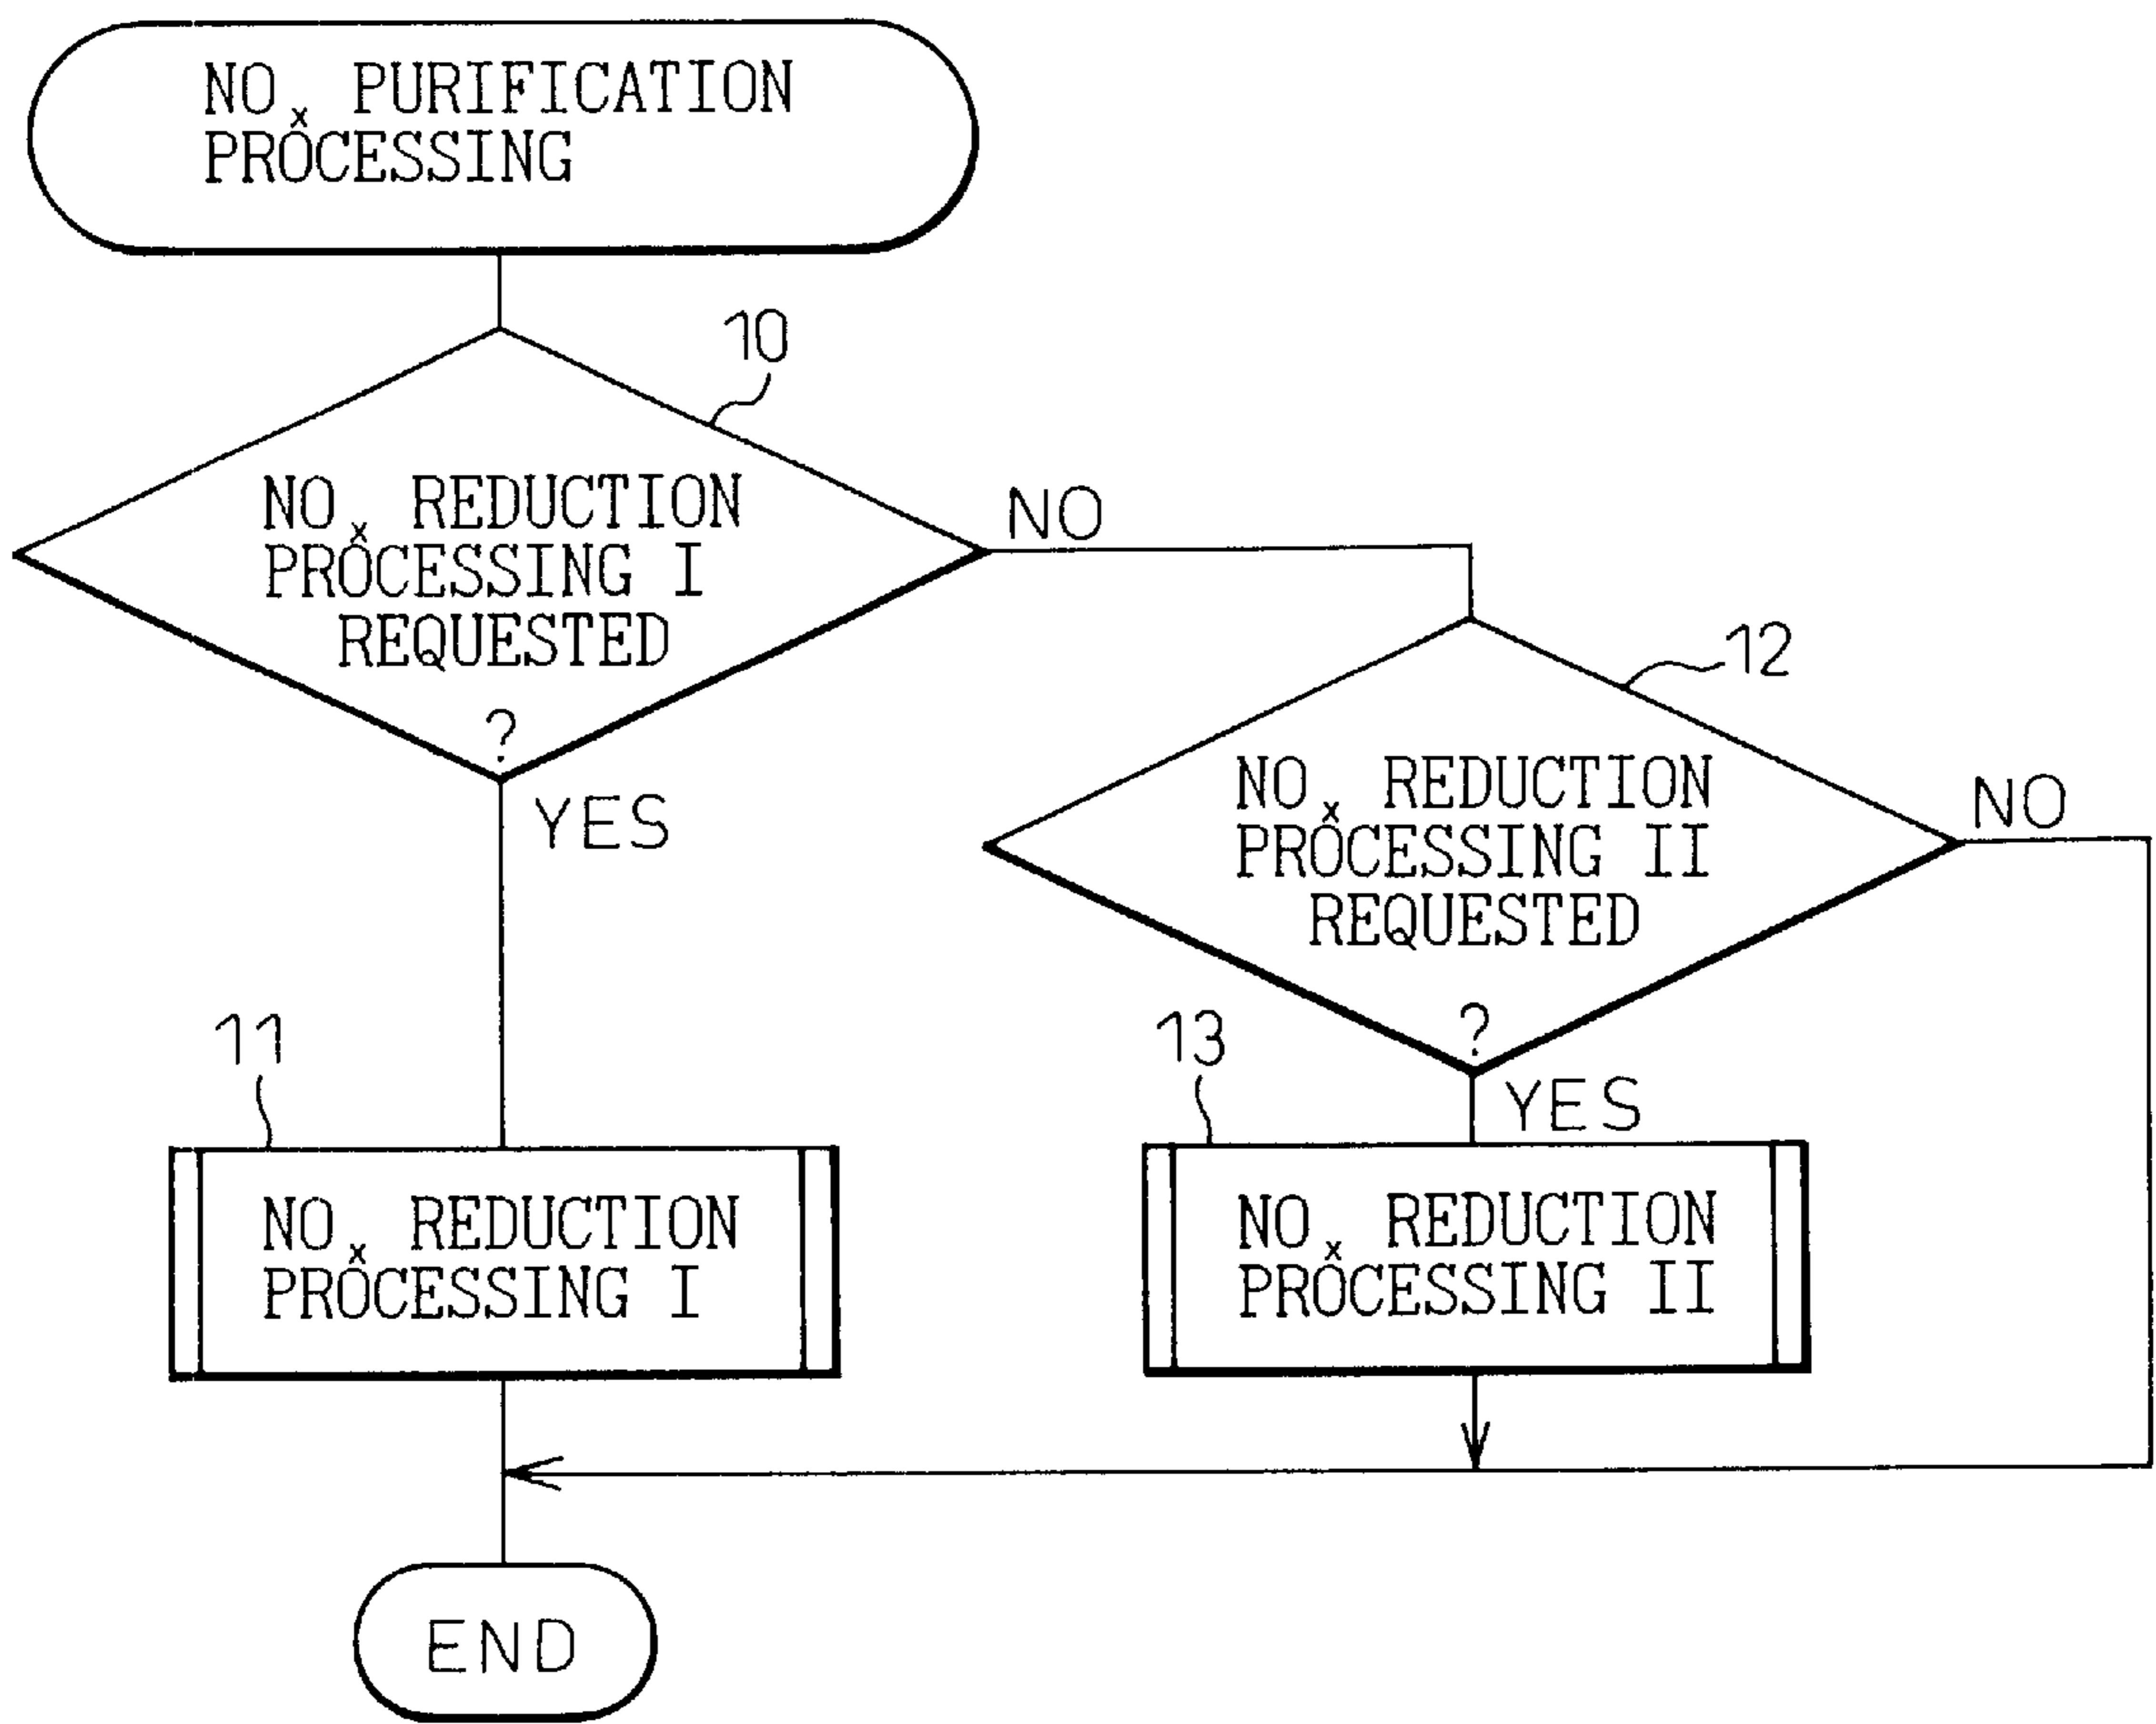 NOₓ PURIFICATION
PROCESSING
10
NOₓ REDUCTION
PROCESSING I
REQUESTED
?
NO
YES
12
NOₓ REDUCTION
PROCESSING II
REQUESTED
?
NO
YES
11
NOₓ REDUCTION
PROCESSING I
13
NOₓ REDUCTION
PROCESSING II
END